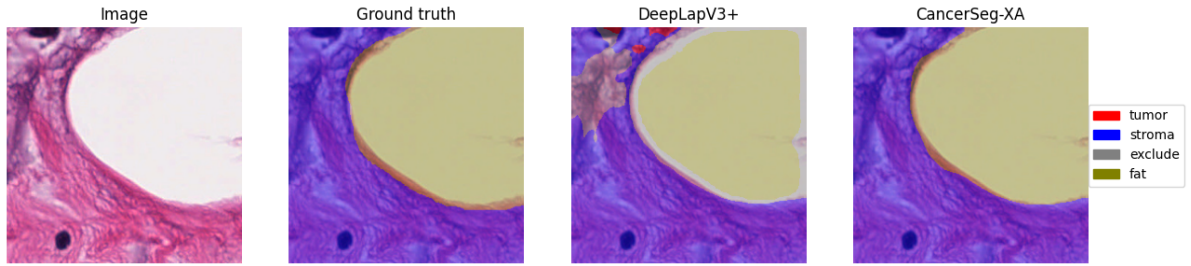 Image
Ground truth
DeepLapV3+
CancerSeg-XA
tumor
stroma
exclude
fat